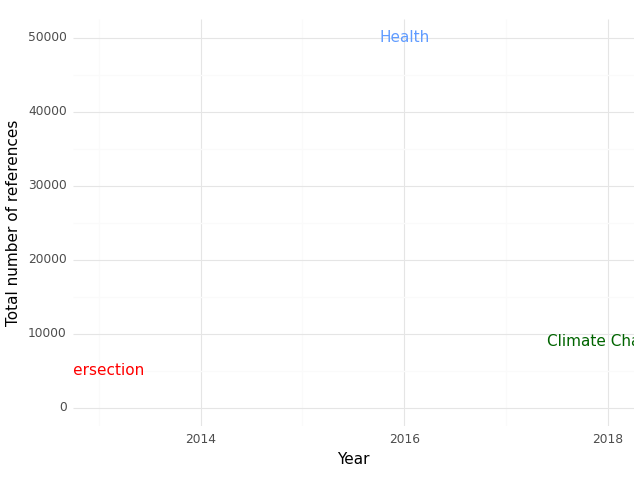 50000
Health
40000
30000
20000
10000
Climate Cha
ersection
0
2014
2016
2018
Year
Total number of references